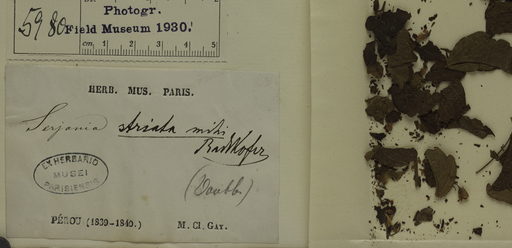 5980
Photogr.
Field Museum 1930.
cm 1 2 3 4 5
HERB. MUS. PARIS.
Serjania striata mihi
Radlkofer
EX HERBARIO
MUSEI
PARISIENSIS
PÉROU (1839-1840.) M. Cl. GAY.